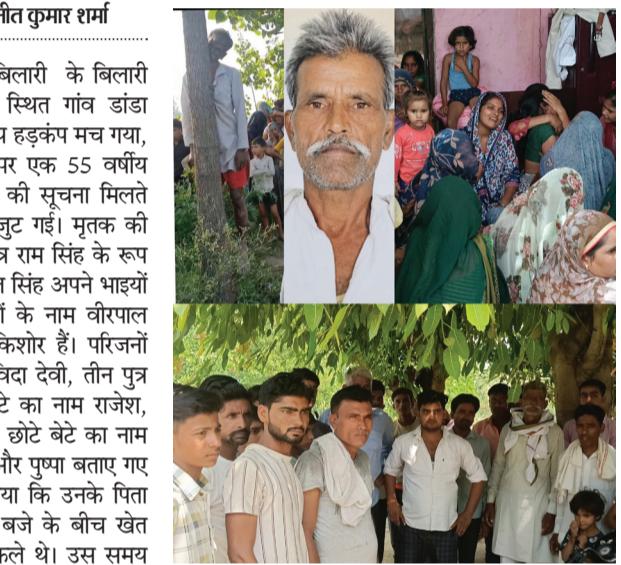 ीत कुमार शर्मा
बिलारी के बिलारी
स्थित गांव डांडा
हड़कंप मच गया,
पर एक 55 वर्षीय
की सूचना मिलते
जुट गई। मृतक की
राम सिंह के रूप
सिंह अपने भाइयों
के नाम वीरपाल
किशोर हैं। परिजनों
देवी, तीन पुत्र
का नाम राजेश,
छोटे बेटे का नाम
और पुष्पा बताए गए
कि उनके पिता
बजे के बीच खेत
थे। उस समय